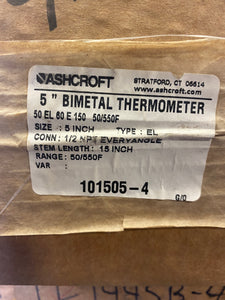 ASHCROFT
STRATFORD, CT 06614
www.ashcroft.com
5 " BIMETAL THERMOMETER
50 EL 60 E 150 50/550F
SIZE : 5 INCH TYPE : EL
CONN : 1/2 NPT EVERYANGLE
STEM LENGTH : 15 INCH
RANGE : 50/550F
VAR :
101505-4
G/O